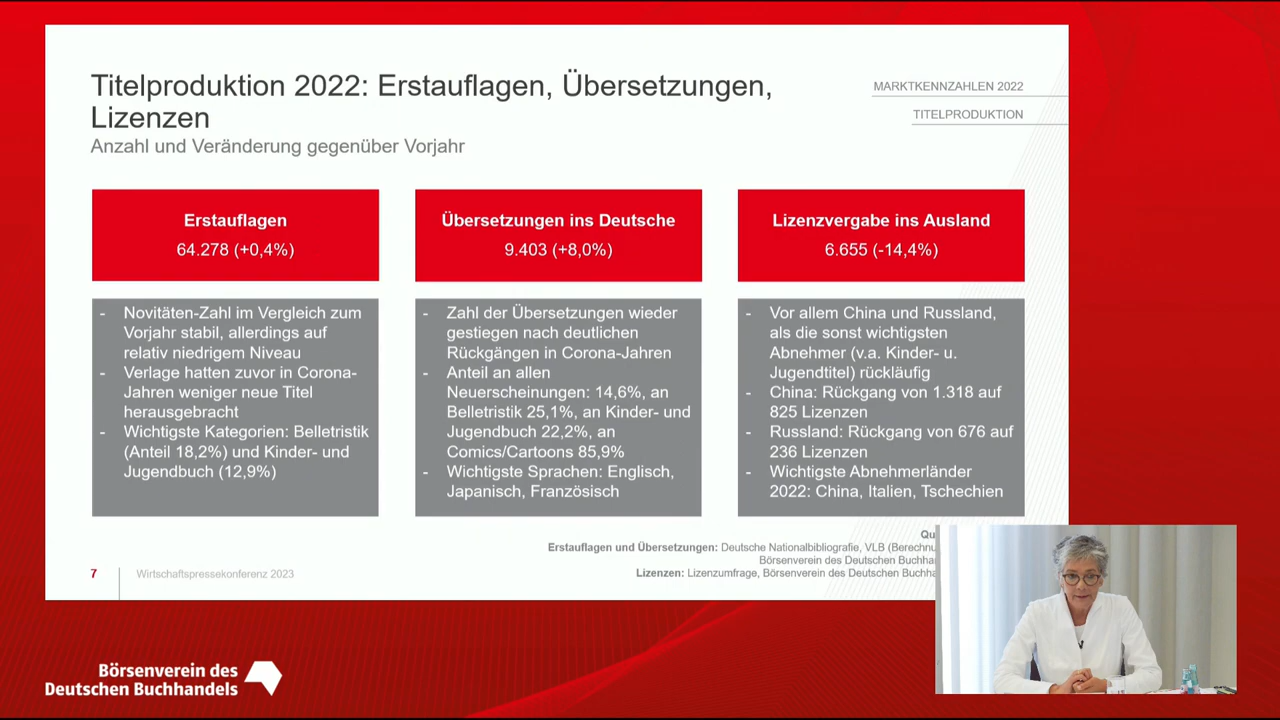 Titelproduktion 2022: Erstauflagen, Übersetzungen,
Lizenzen
Anzahl und Veränderung gegenüber Vorjahr
MARKTKENNZAHLEN 2022
TITELPRODUKTION
Erstauflagen
64.278 (+0,4%)
- Novitäten-Zahl im Vergleich zum
Vorjahr stabil, allerdings auf
relativ niedrigem Niveau
- Verlage hatten zuvor in Corona-
Jahren weniger neue Titel
herausgebracht
- Wichtigste Kategorien: Belletristik
(Anteil 18,2%) und Kinder- und
Jugendbuch (12,9%)
Übersetzungen ins Deutsche
9.403 (+8,0%)
- Zahl der Übersetzungen wieder
gestiegen nach deutlichen
Rückgängen in Corona-Jahren
- Anteil an allen
Neuerscheinungen: 14,6%, an
Belletristik 25,1%, an Kinder- und
Jugendbuch 22,2%, an
Comics/Cartoons 85,9%
- Wichtigste Sprachen: Englisch,
Japanisch, Französisch
Lizenzvergabe ins Ausland
6.655 (-14,4%)
- Vor allem China und Russland,
als die sonst wichtigsten
Abnehmer (v.a. Kinder- u.
Jugendtitel) rückläufig
- China: Rückgang von 1.318 auf
825 Lizenzen
- Russland: Rückgang von 676 auf
236 Lizenzen
- Wichtigste Abnehmerländer
2022: China, Italien, Tschechien
Erstauflagen und Übersetzungen: Deutsche Nationalbibliografie, VLB
Börsenverein des Deutschen
Lizenzen: Lizenzumfrage, Börsenverein des Deutschen
7
Wirtschaftspressekonferenz 2023
Börsenverein des
Deutschen Buchhandels